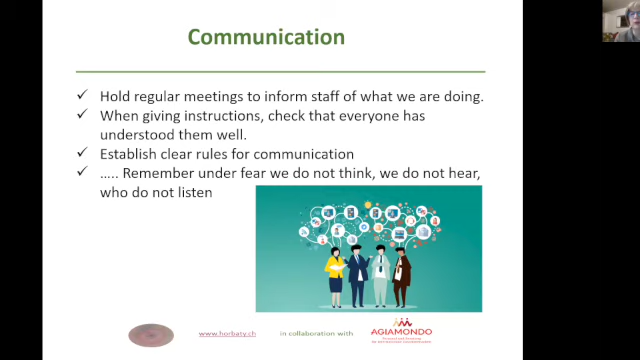 Communication
✓ Hold regular meetings to inform staff of what we are doing.
✓ When giving instructions, check that everyone has
understood them well.
✓ Establish clear rules for communication
✓ ….. Remember under fear we do not think, we do not hear,
who do not listen
www.horbaty.ch
in collaboration with
AGIAMONDO